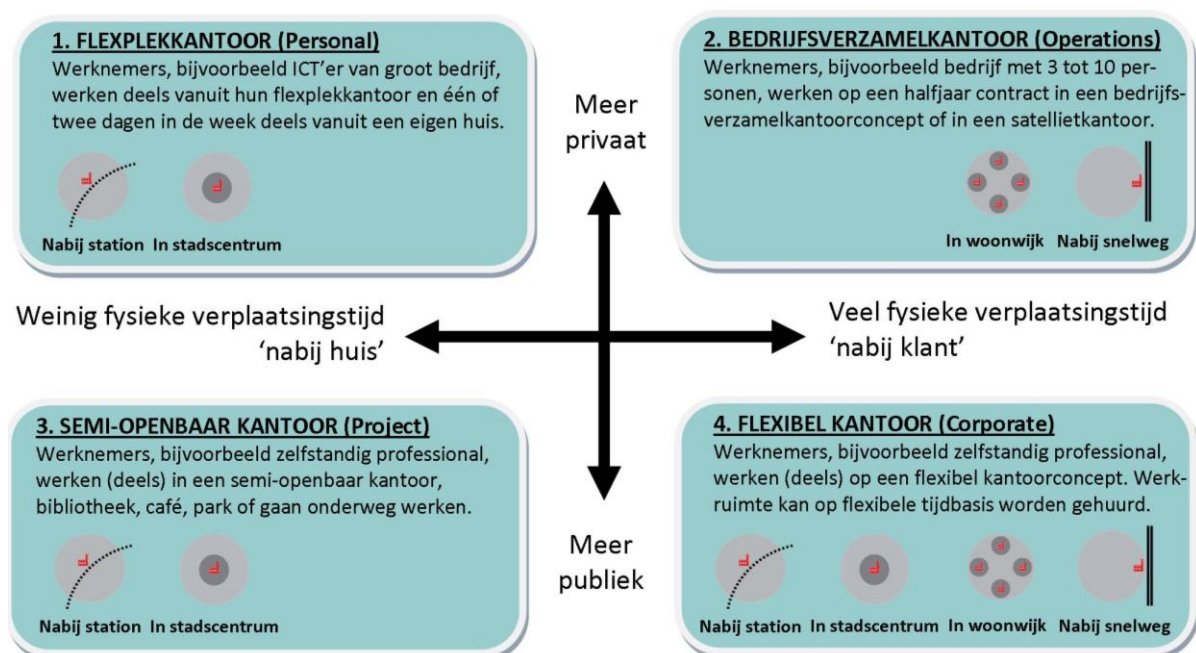 1. FLEXPLEKKANTOOR (Personal)
Werknemers, bijvoorbeeld ICT'er van groot bedrijf,
werken deels vanuit hun flexplekkantoor en één of
twee dagen in de week deels vanuit een eigen huis.
Nabij station
In stadscentrum
Meer
privaat
2. BEDRIJFSVERZAMELKANTOOR (Operations)
Werknemers, bijvoorbeeld bedrijf met 3 tot 10 per-
sonen, werken op een halfjaar contract in een bedrijfs-
verzamelkantoorconcept of in een satellietkantoor.
In woonwijk
Nabij snelweg
Weinig fysieke verplaatsingstijd
‘nabij huis’
Veel fysieke verplaatsingstijd
‘nabij klant’
3. SEMI-OPENBAAR KANTOOR (Project)
Werknemers, bijvoorbeeld zelfstandig professional,
werken (deels) in een semi-openbaar kantoor,
bibliotheek, café, park of gaan onderweg werken.
Nabij station
In stadscentrum
Meer
publiek
4. FLEXIBEL KANTOOR (Corporate)
Werknemers, bijvoorbeeld zelfstandig professional,
werken (deels) op een flexibel kantoorconcept. Werk-
ruimte kan op flexibele tijdbasis worden gehuurd.
Nabij station
In stadscentrum
In woonwijk
Nabij snelweg